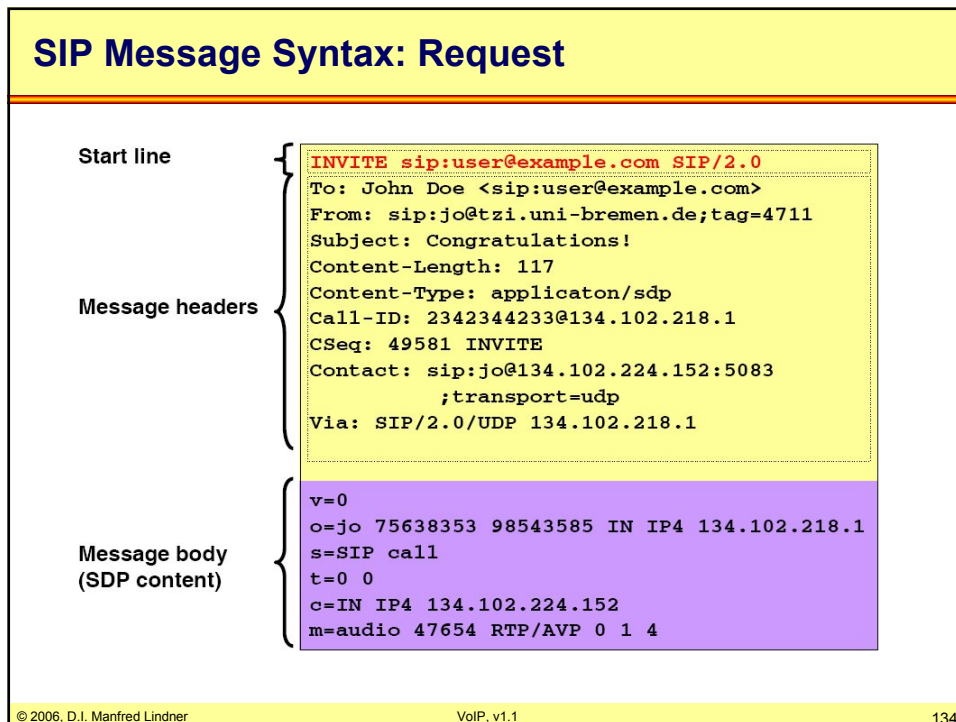 SIP Message Syntax: Request
Start line
INVITE sip:user@example.com SIP/2.0
Message headers
To: John Doe <sip:user@example.com>
From: sip:jo@tzi.uni-bremen.de;tag=4711
Subject: Congratulations!
Content-Length: 117
Content-Type: applicaton/sdp
Call-ID: 2342344233@134.102.218.1
CSeq: 49581 INVITE
Contact: sip:jo@134.102.224.152:5083
;transport=udp
Via: SIP/2.0/UDP 134.102.218.1
Message body
(SDP content)
v=0
o=jo 75638353 98543585 IN IP4 134.102.218.1
s=SIP call
t=0 0
c=IN IP4 134.102.224.152
m=audio 47654 RTP/AVP 0 1 4
© 2006, D.I. Manfred Lindner
VoIP, v1.1
134